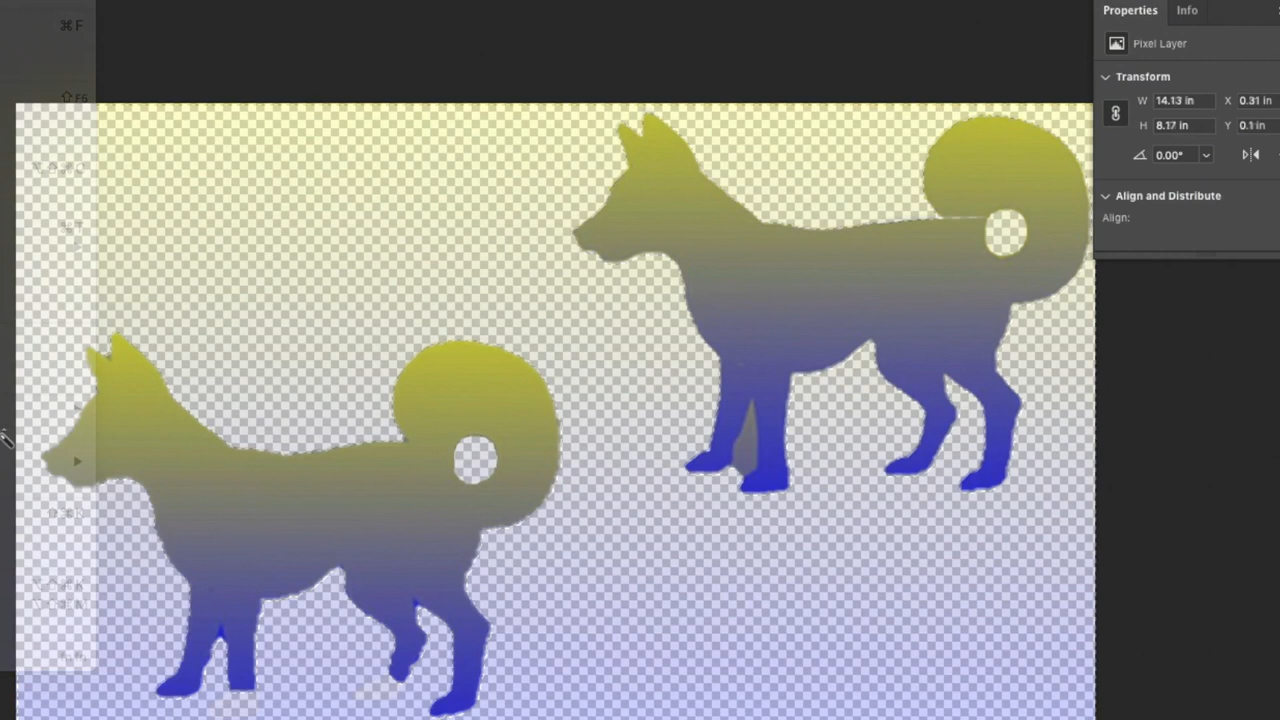 ⌘F
⇧F6
⌘T
Properties Info
Pixel Layer
Transform
W 14.13 in X 0.31 in
H 8.17 in Y 0.1 in
0.00°
Align and Distribute
Align: